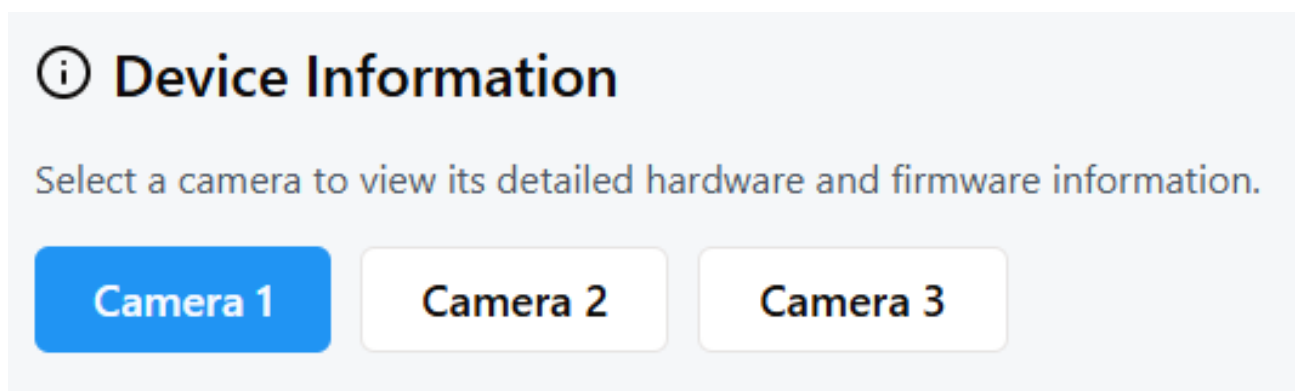 Device Information
Select a camera to view its detailed hardware and firmware information.
Camera 1 Camera 2 Camera 3